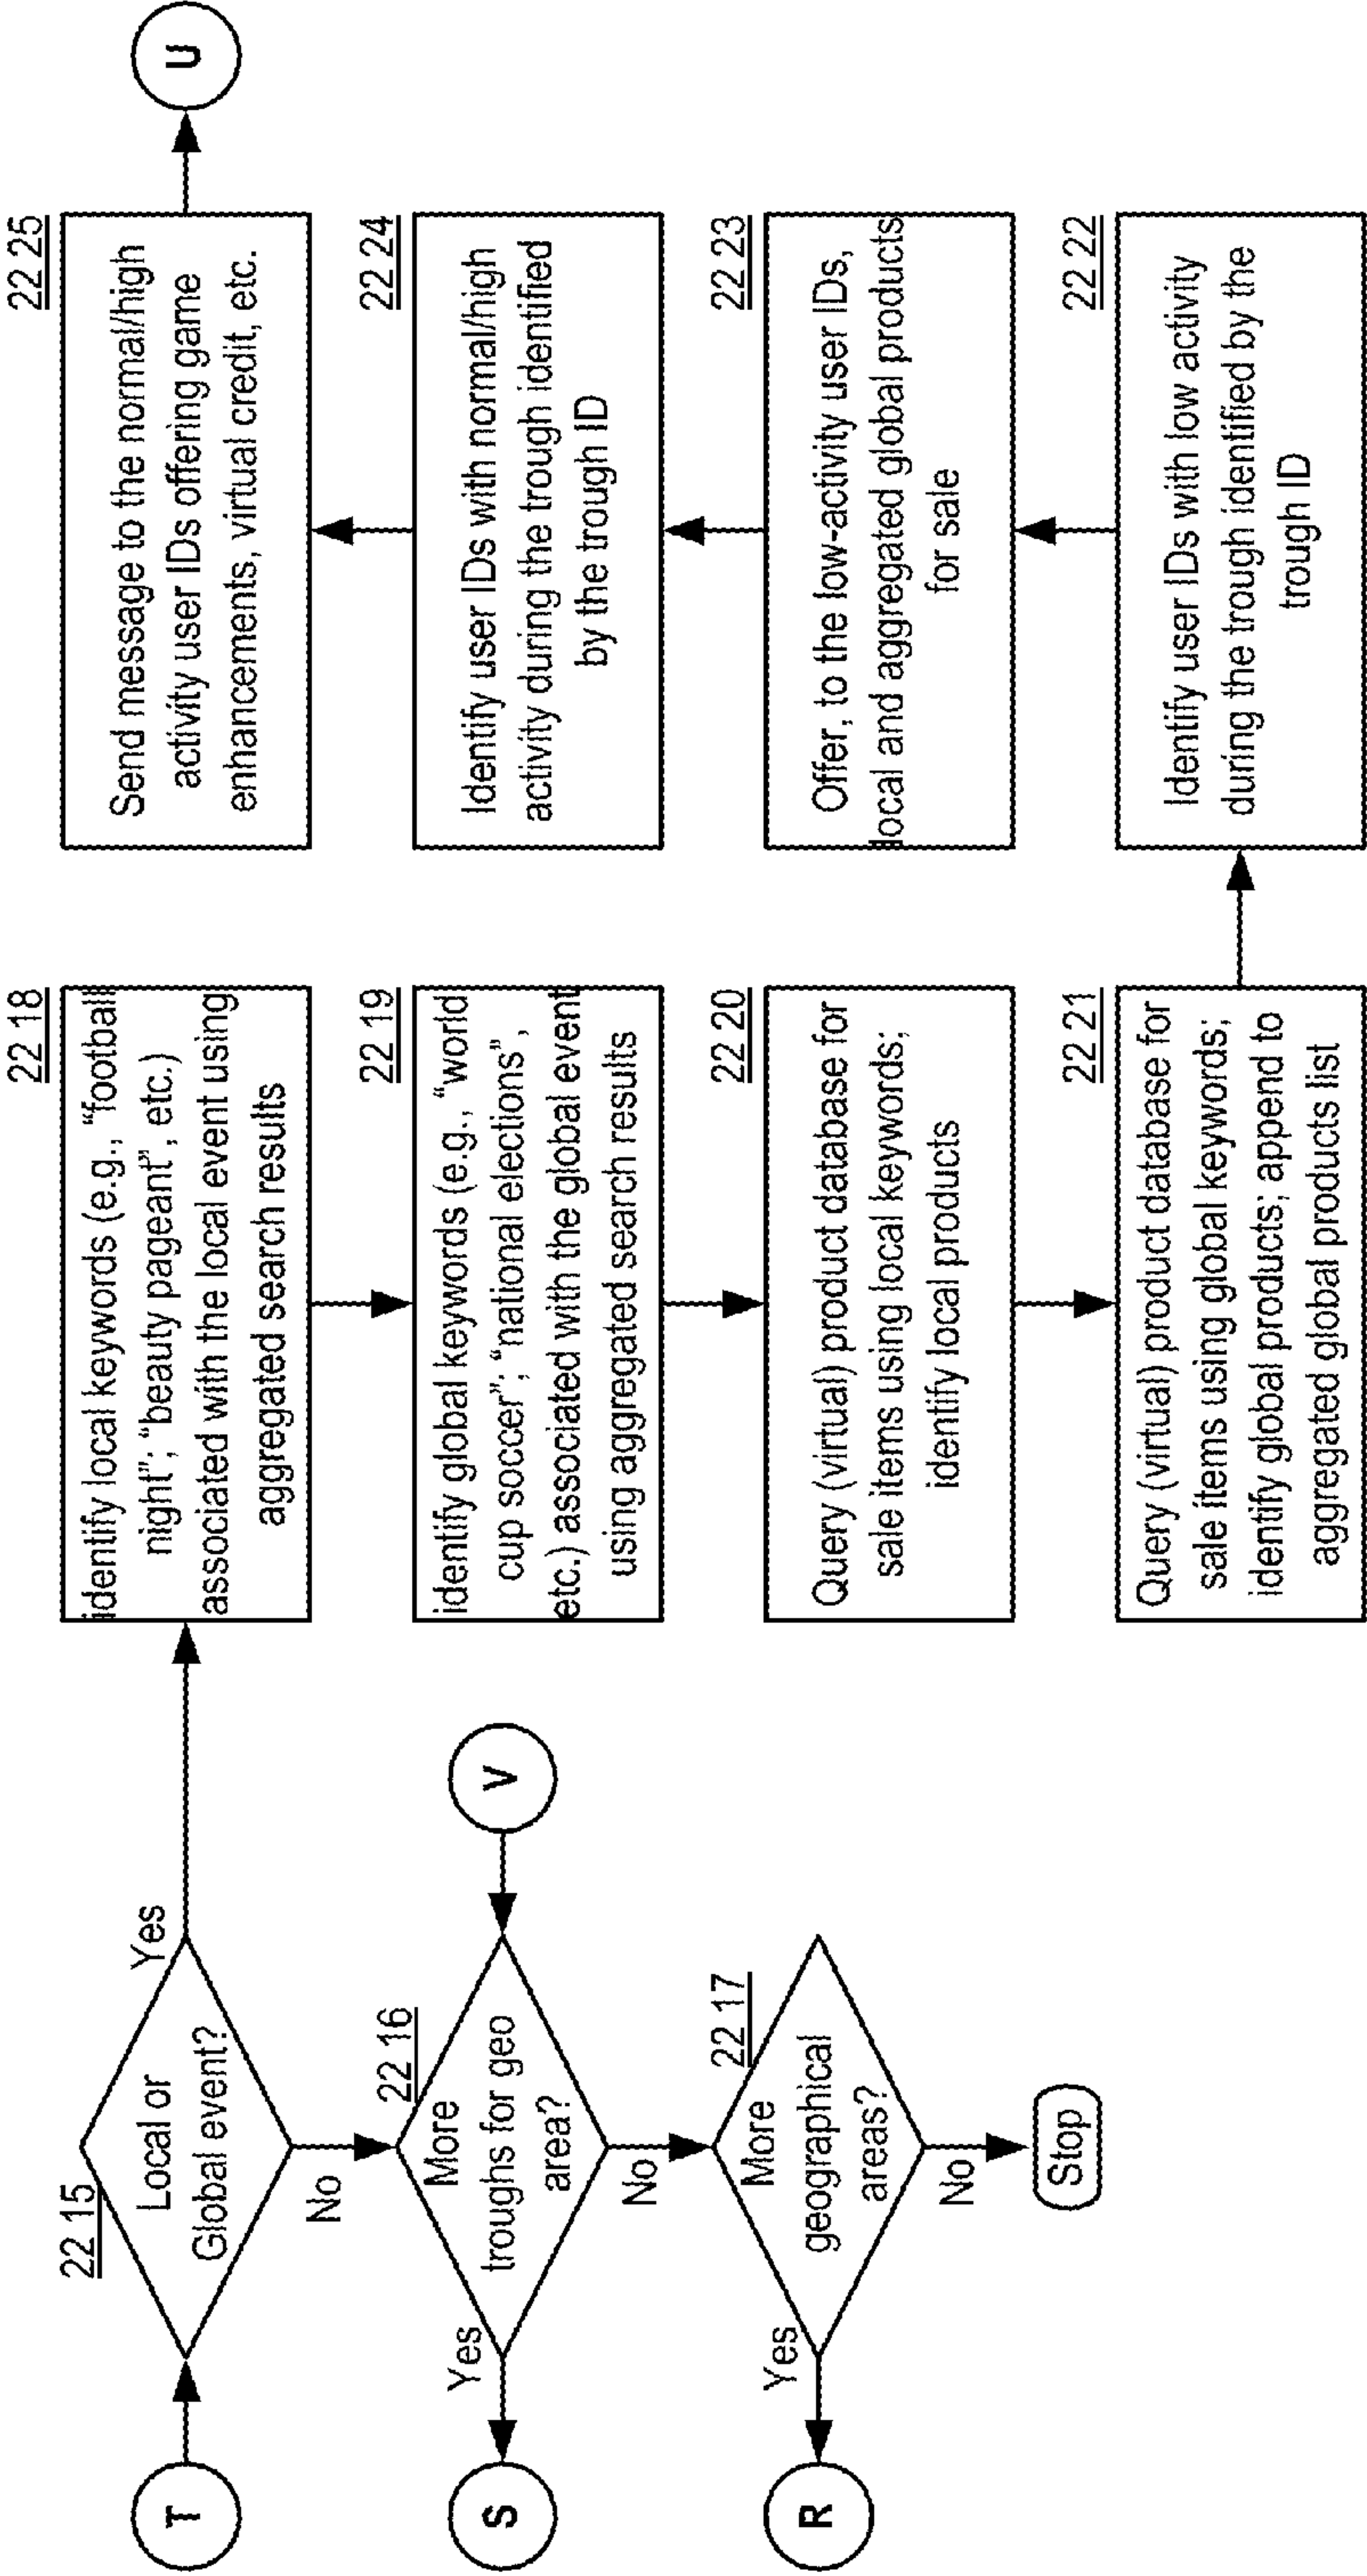 T
22 15
Local or
Global event?
Yes
No
22 16
More
troughs for geo
area?
Yes
No
S
V
22 17
More
geographical
areas?
Yes
No
R
Stop
22 18
identify local keywords (e.g., “football
night”; “beauty pageant”, etc.)
associated with the local event using
aggregated search results
22 19
identify global keywords (e.g., “world
cup soccer”; “national elections”,
etc.) associated with the global event
using aggregated search results
22 20
Query (virtual) product database for
sale items using local keywords;
identify local products
22 21
Query (virtual) product database for
sale items using global keywords;
identify global products; append to
aggregated global products list
22 22
Identify user IDs with low activity
during the trough identified by the
trough ID
22 23
Offer, to the low-activity user IDs,
local and aggregated global products
for sale
22 24
Identify user IDs with normal/high
activity during the trough identified
by the trough ID
22 25
Send message to the normal/high
activity user IDs offering game
enhancements, virtual credit, etc.
U